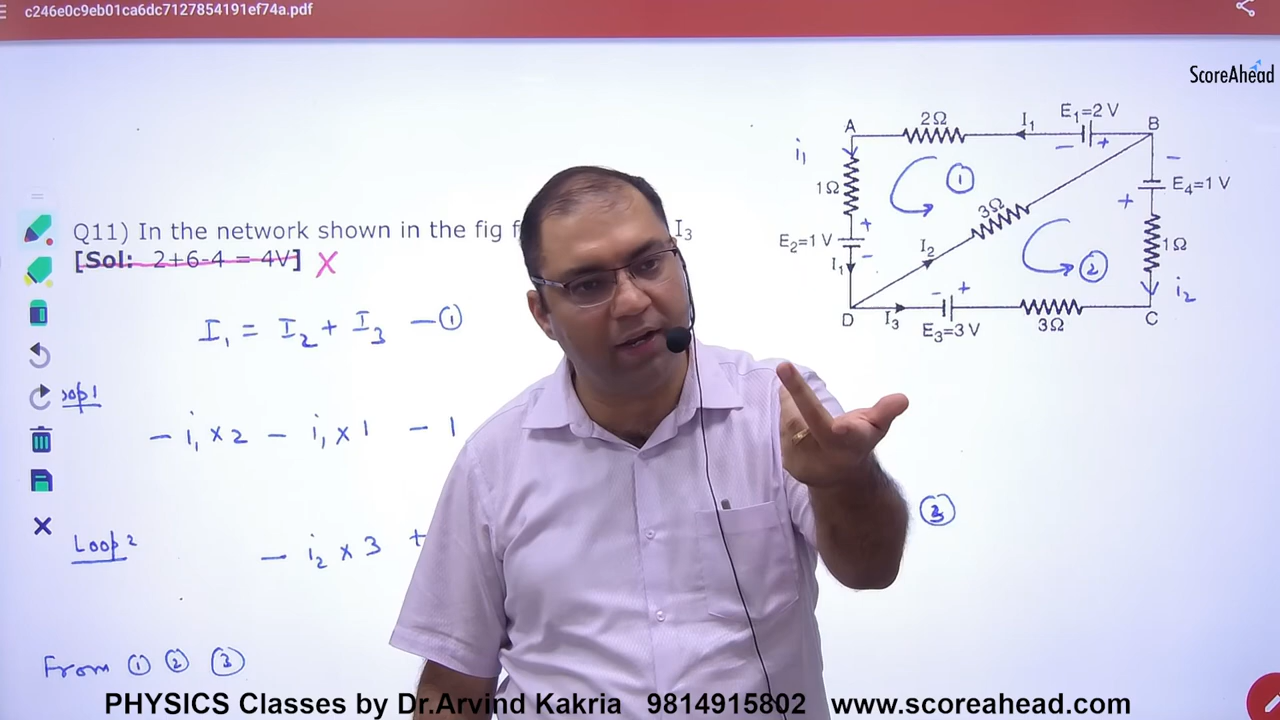 c246e0c9eb01ca6dc7127854191ef74a.pdf
ScoreAhead
Q11) In the network shown in the fig f I₃
[Sol: 2+6-4 = 4V] X
I₁ = I₂ + I₃ — ①
oop 1
- i₁ × 2 - i₁ × 1 - 1
Loop 2
- i₂ × 3 +
③
From ① ② ③
A
2Ω
I₁
E₁=2 V
B
i₁
- +
①
1Ω
-
E₄=1 V
+
3Ω
E₂=1 V
+
-
I₁
I₂
②
1Ω
i₂
D
I₃
- +
E₃=3 V
3Ω
C
PHYSICS Classes by Dr.Arvind Kakria 9814915802 www.scoreahead.com